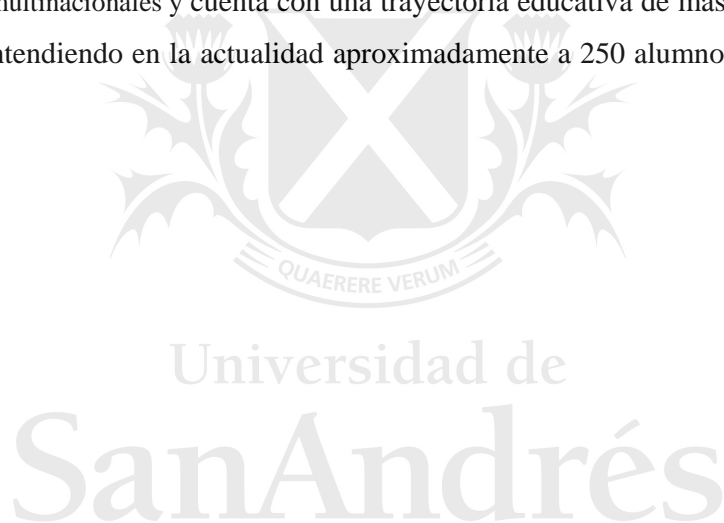 multinacionales y cuenta con una trayectoria educativa de más
ntendiendo en la actualidad aproximadamente a 250 alumno
QUAERERE VERUM
Universidad de
SanAndrés